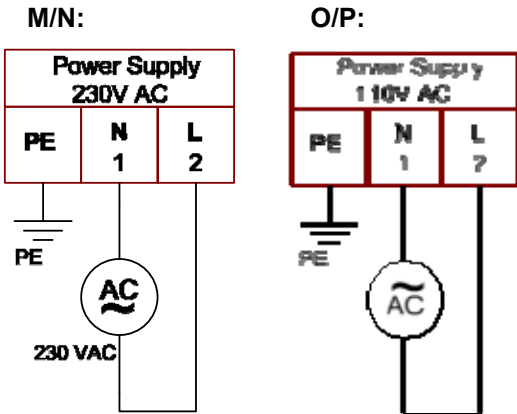 M/N:
Power Supply
230V AC
PE
N
L
1
2
PE
AC
230 VAC
O/P:
Power Supply
110V AC
PE
N
L
1
2
PE
AC